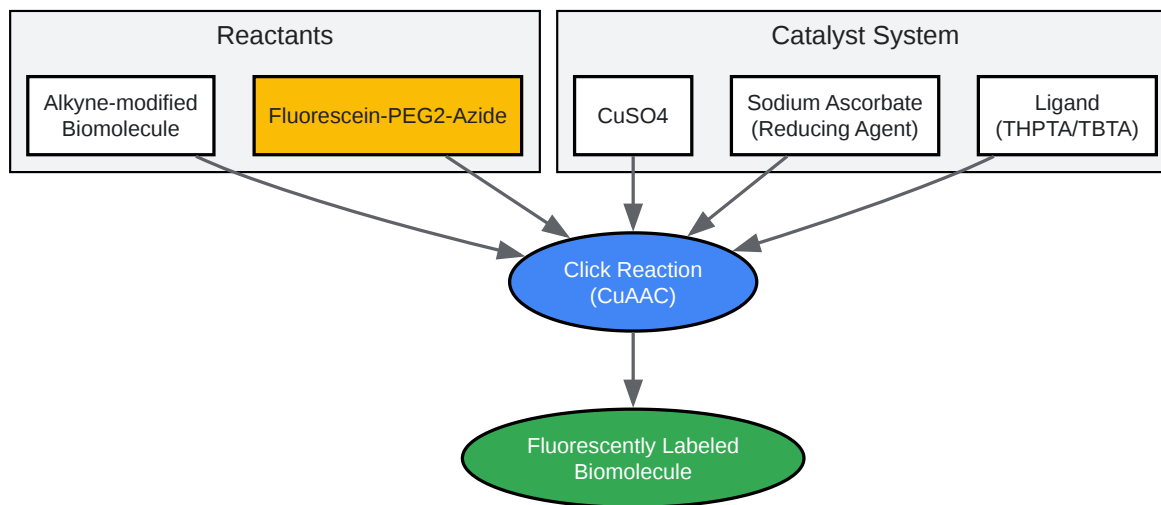 Reactants
Catalyst System
Alkyne-modified
Biomolecule
Fluorescein-PEG2-Azide
CuSO4
Sodium Ascorbate
(Reducing Agent)
Ligand
(THPTA/TBTA)
Click Reaction
(CuAAC)
Fluorescently Labeled
Biomolecule